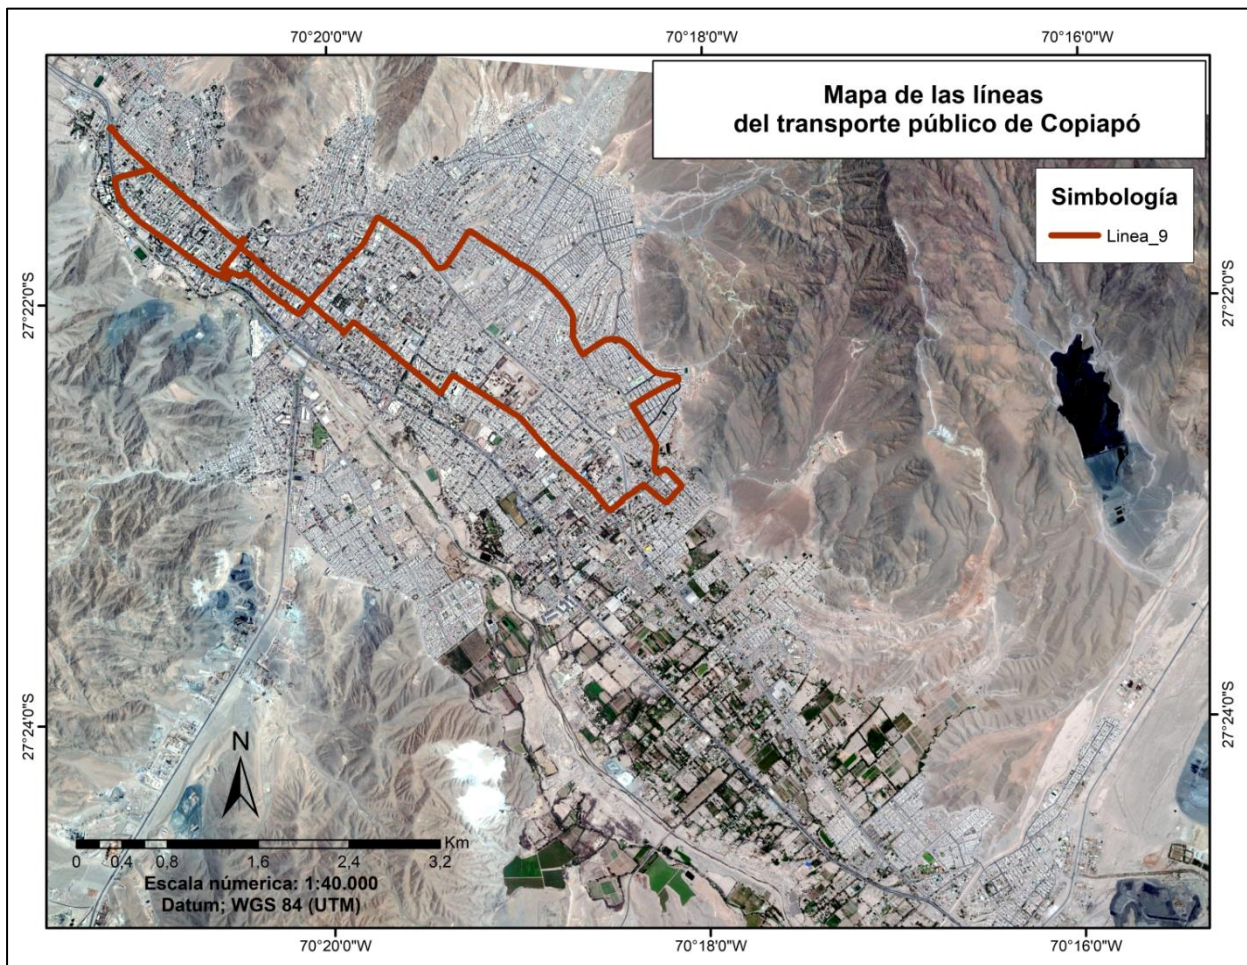 70°20'0"W
70°18'0"W
70°16'0"W
Mapa de las líneas
del transporte público de Copiapó
Simbología
Linea_9
27°22'0"S
27°22'0"S
27°24'0"S
27°24'0"S
N
Km
0 0,4 0,8 1,6 2,4 3,2
Escala númerica: 1:40.000
Datum; WGS 84 (UTM)
70°20'0"W
70°18'0"W
70°16'0"W